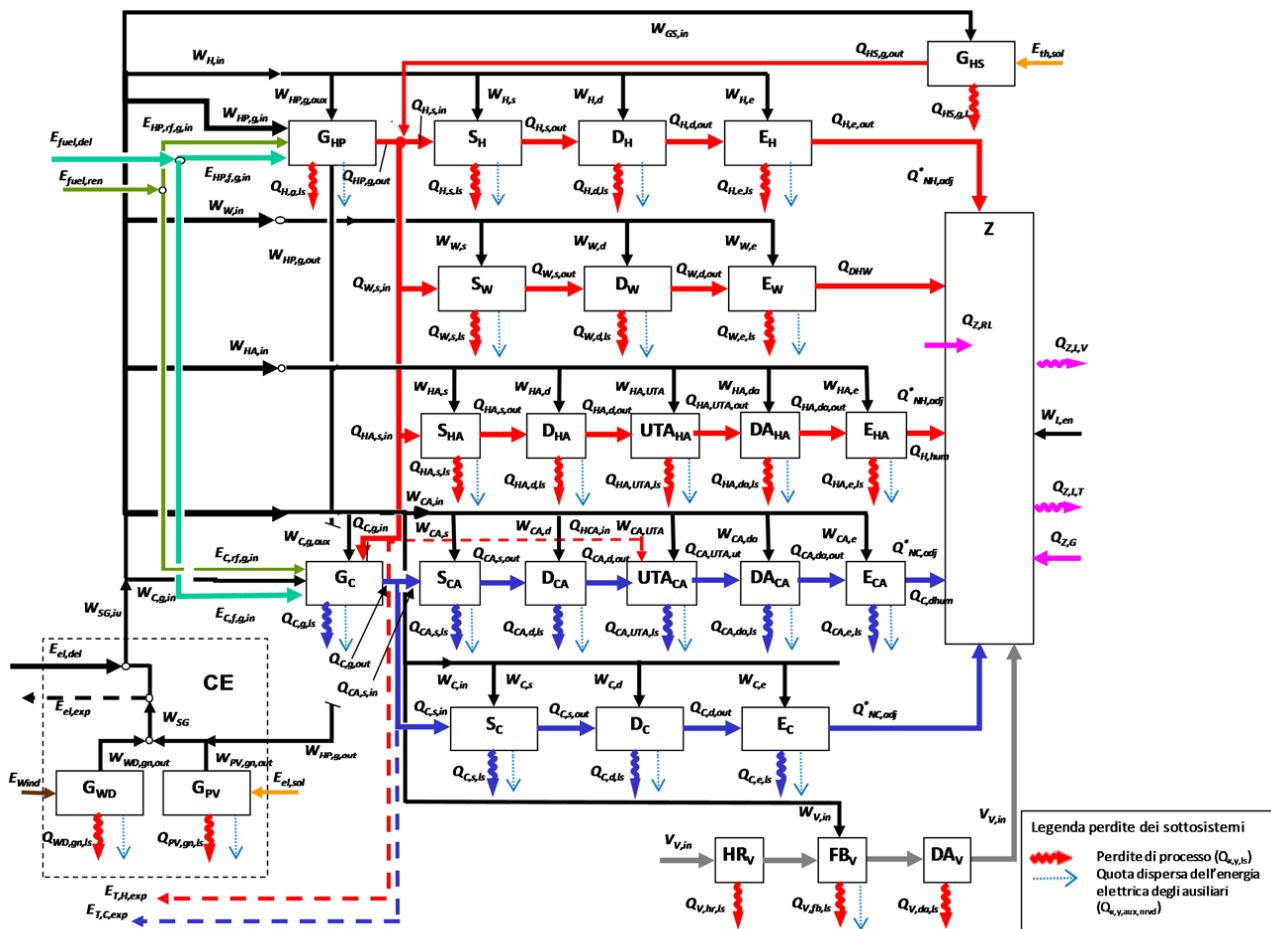 W_GS,in
W_H,in
Q_HS,g,out
G_HS
E_th,sol
W_HP,g,aux
Q_H,s,in
W_H,s
W_H,d
W_H,e
Q_HS,g,L
W_HP,g,in
E_HP,rf,g,in
E_fuel,del
G_HP
S_H
Q_H,s,out
D_H
Q_H,d,out
E_H
Q_H,e,out
E_fuel,ren
E_HP,f,g,in
Q_H,g,ls
Q_HP,g,out
Q_H,s,ls
Q_H,d,ls
Q_H,e,ls
Q*_NH,adj
W_W,in
W_HP,g,out
W_W,s
W_W,d
W_W,e
Z
Q_W,s,in
S_W
Q_W,s,out
D_W
Q_W,d,out
E_W
Q_DHW
Q_W,s,ls
Q_W,d,ls
Q_W,e,ls
Q_Z,RL
Q_Z,L,V
W_HA,in
W_HA,s
W_HA,d
W_HA,UTA
W_HA,da
W_HA,e
Q*_NH,adj
Q_HA,s,in
S_HA
Q_HA,s,out
D_HA
Q_HA,d,out
UTA_HA
Q_HA,UTA,out
DA_HA
Q_HA,da,out
E_HA
Q_H,hum
W_L,en
Q_HA,s,ls
Q_HA,d,ls
Q_HA,UTA,ls
Q_HA,da,ls
Q_HA,e,ls
Q_Z,L,T
W_CA,in
W_C,g,aux
Q_C,g,in
W_CA,s
W_CA,d
Q_HCA,in
W_CA,UTA
W_CA,da
W_CA,e
Q*_NC,adj
Q_Z,G
E_C,rf,g,in
W_C,g,in
G_C
S_CA
Q_CA,s,out
D_CA
Q_CA,d,out
UTA_CA
Q_CA,UTA,ut
DA_CA
Q_CA,da,out
E_CA
Q_C,dhum
W_SG,iu
E_C,f,g,in
Q_C,g,ls
Q_CA,s,ls
Q_CA,d,ls
Q_CA,UTA,ls
Q_CA,da,ls
Q_CA,e,ls
E_el,del
CE
Q_C,g,out
Q_CA,s,in
W_C,in
W_C,s
W_C,d
W_C,e
E_el,exp
W_SG
Q_C,s,in
S_C
Q_C,s,out
D_C
Q_C,d,out
E_C
Q*_NC,adj
W_WD,gn,out
W_PV,gn,out
W_HP,g,out
Q_C,s,ls
Q_C,d,ls
Q_C,e,ls
E_Wind
G_WD
G_PV
E_el,sol
Q_WD,gn,ls
Q_PV,gn,ls
W_V,in
V_V,in
V_V,in
HR_V
FB_V
DA_V
Q_V,hr,ls
Q_V,fb,ls
Q_V,da,ls
E_T,H,exp
E_T,C,exp
Legenda perdite dei sottosistemi
Perdite di processo (Q_x,y,ls)
Quota dispersa dell'energia
elettrica degli ausiliari
(Q_x,y,aux,nrvd)